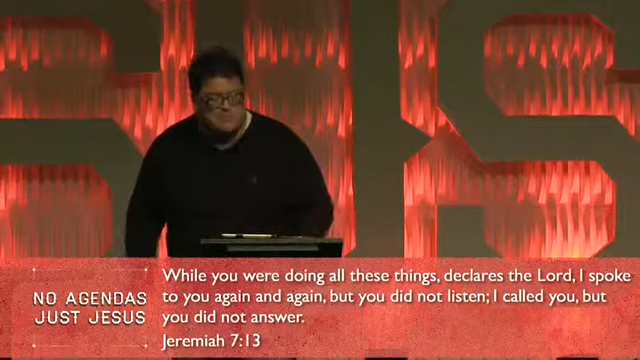 NO AGENDAS
JUST JESUS
While you were doing all these things, declares the Lord, I spoke
to you again and again, but you did not listen; I called you, but
you did not answer.
Jeremiah 7:13